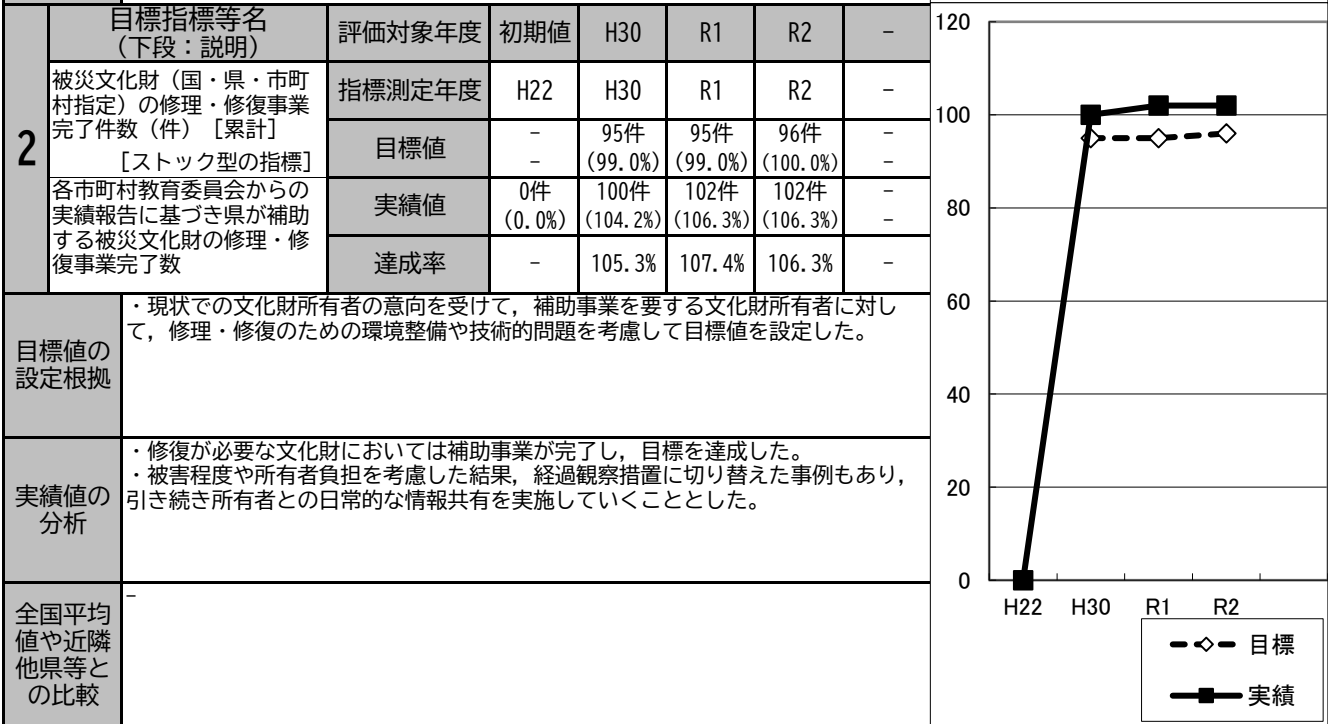 2
目標指標等名
(下段：説明)
評価対象年度 初期値 H30 R1 R2 -
被災文化財（国・県・市町
村指定）の修理・修復事業
完了件数（件）［累計］
［ストック型の指標］
指標測定年度 H22 H30 R1 R2 -
目標値
- 95件 95件 96件 -
- (99.0%) (99.0%) (100.0%) -
各市町村教育委員会からの
実績報告に基づき県が補助
する被災文化財の修理・修
復事業完了数
実績値
0件 100件 102件 102件 -
(0.0%) (104.2%) (106.3%) (106.3%) -
達成率 - 105.3% 107.4% 106.3% -
目標値の
設定根拠
・現状での文化財所有者の意向を受けて，補助事業を要する文化財所有者に対し
て，修理・修復のための環境整備や技術的問題を考慮して目標値を設定した。
実績値の
分析
・修復が必要な文化財においては補助事業が完了し，目標を達成した。
・被害程度や所有者負担を考慮した結果，経過観察措置に切り替えた事例もあり，
引き続き所有者との日常的な情報共有を実施していくこととした。
全国平均
値や近隣
他県等と
の比較
-
120
100
80
60
40
20
0
H22 H30 R1 R2
目標
実績